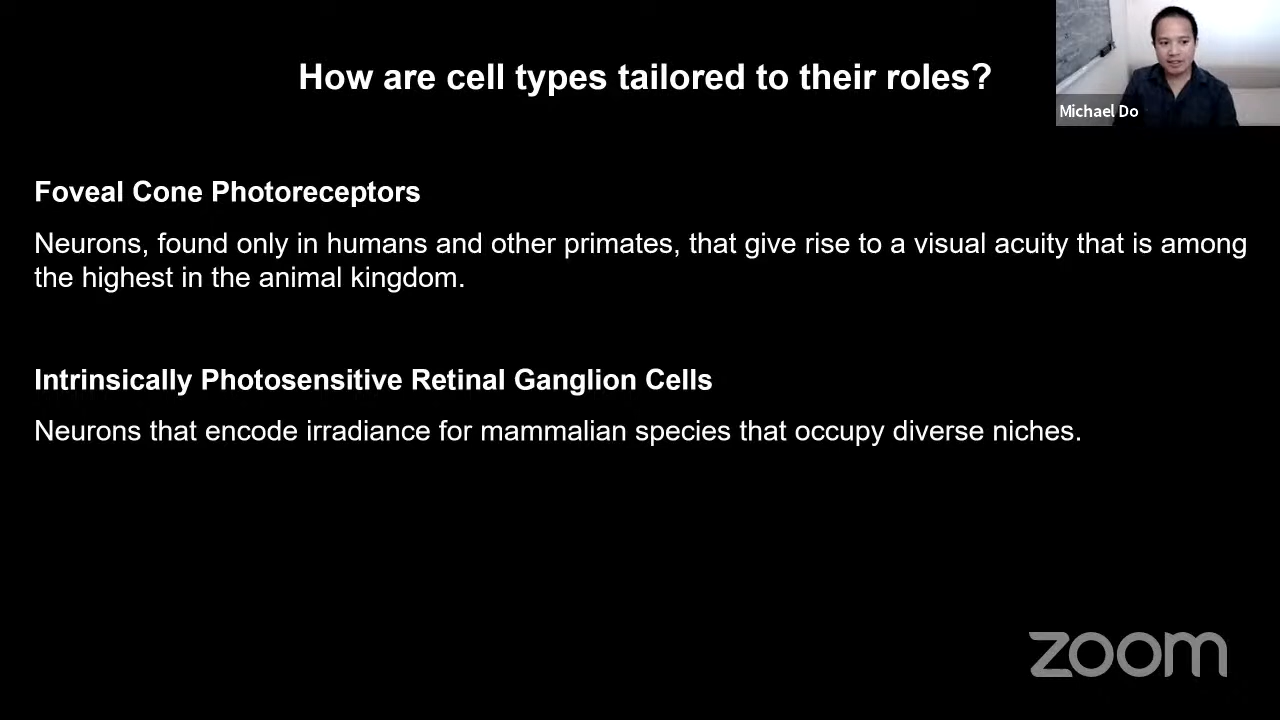 How are cell types tailored to their roles?
Michael Do
Foveal Cone Photoreceptors
Neurons, found only in humans and other primates, that give rise to a visual acuity that is among
the highest in the animal kingdom.
Intrinsically Photosensitive Retinal Ganglion Cells
Neurons that encode irradiance for mammalian species that occupy diverse niches.
zoom